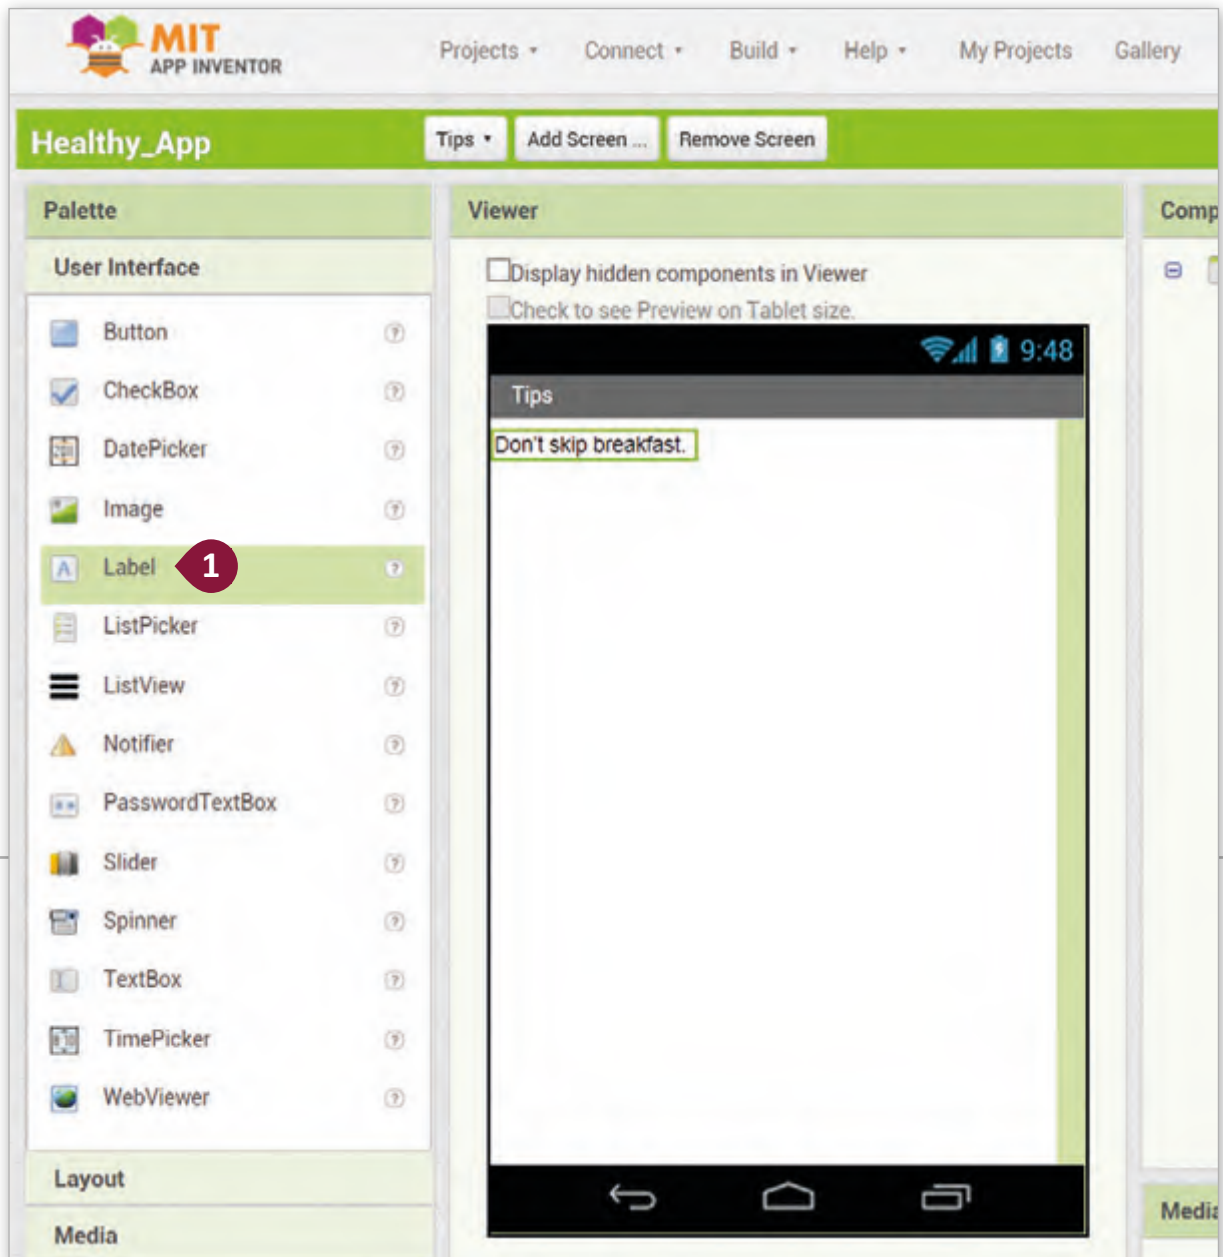 MIT
APP INVENTOR
Projects Connect Build Help My Projects Gallery
Healthy_App Tips Add Screen ... Remove Screen
Palette
User Interface
Button ?
CheckBox ?
DatePicker ?
Image ?
Label 1 ?
ListPicker ?
ListView ?
Notifier ?
PasswordTextBox ?
Slider ?
Spinner ?
TextBox ?
TimePicker ?
WebViewer ?
Layout
Media
Viewer
Display hidden components in Viewer
Check to see Preview on Tablet size.
9:48
Tips
Don't skip breakfast.
Comp
Media